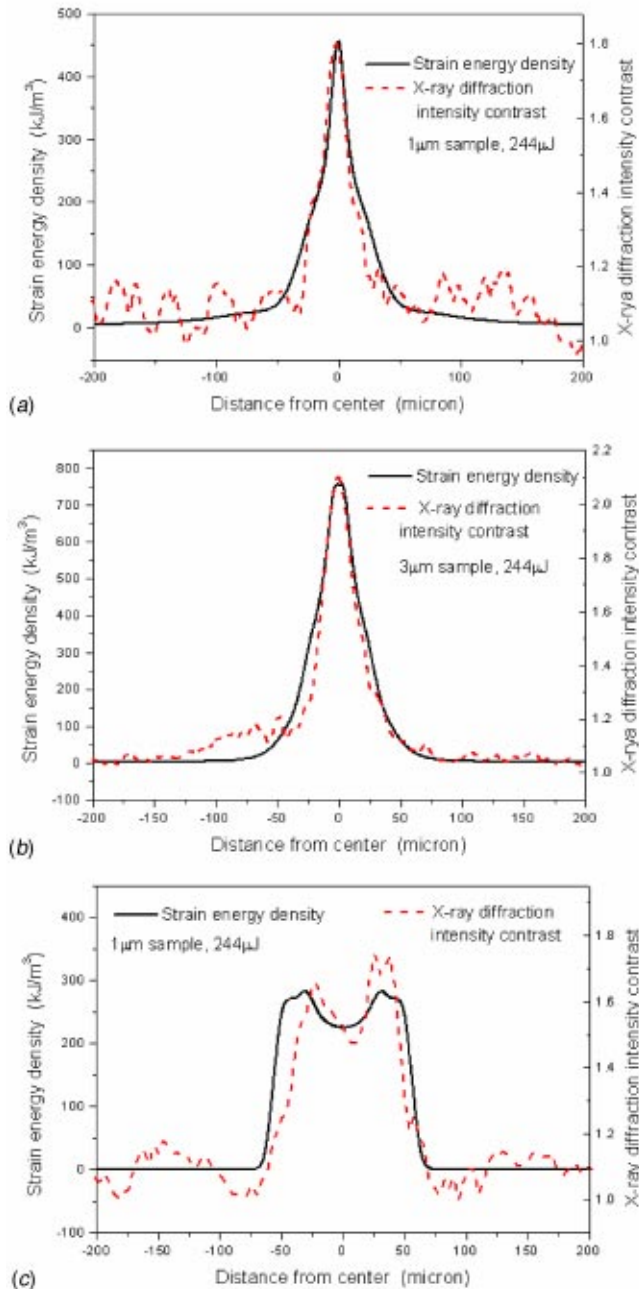 500
450
400
350
300
250
200
150
100
50
0
Strain energy density (kJ/m³)
Strain energy density
X-ray diffraction
intensity contrast
1μm sample, 244μJ
1.8
1.6
1.4
1.2
1.0
X-rya diffraction intensity contrast
-200 -100 0 100 200
Distance from center (micron)
(a)
800
700
600
500
400
300
200
100
0
-100
Strain energy density (kJ/m³)
Strain energy density
X-ray diffraction
intensity contrast
3μm sample, 244μJ
2.2
2.0
1.8
1.6
1.4
1.2
1.0
X-rya diffraction intensity contrast
-200 -150 -100 -50 0 50 100 150 200
Distance from center (micron)
(b)
400
300
200
100
0
-100
Strain energy density (kJ/m³)
Strain energy density
1μm sample, 244μJ
X-ray diffraction
intensity contrast
1.8
1.6
1.4
1.2
1.0
X-ray diffraction intensity contrast
-200 -150 -100 -50 0 50 100 150 200
Distance from center (micron)
(c)